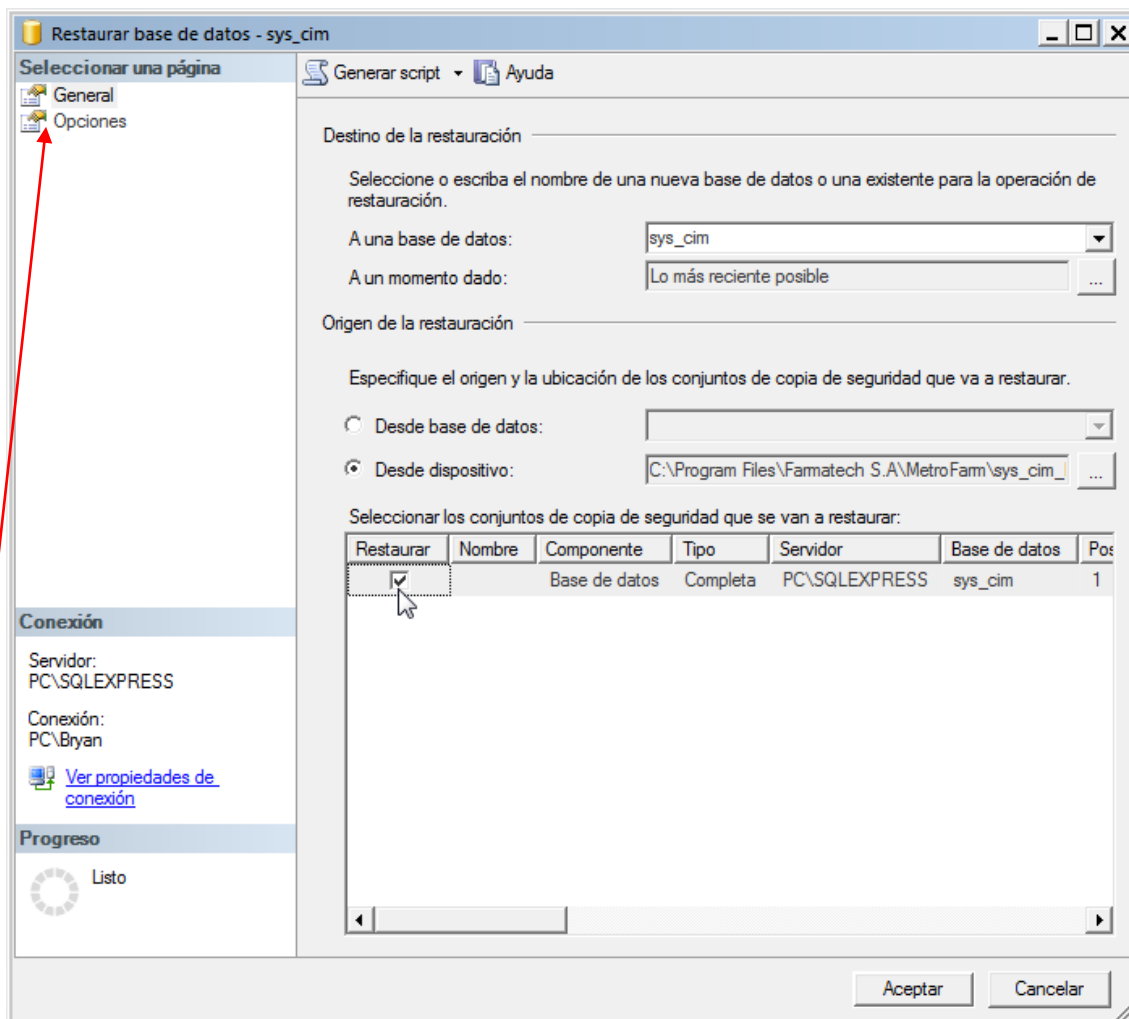 Restaurar base de datos - sys_cim
Seleccionar una página
General
Opciones
Generar script
Ayuda
Destino de la restauración
Seleccione o escriba el nombre de una nueva base de datos o una existente para la operación de
restauración.
A una base de datos: sys_cim
A un momento dado: Lo más reciente posible ...
Origen de la restauración
Especifique el origen y la ubicación de los conjuntos de copia de seguridad que va a restaurar.
Desde base de datos:
Desde dispositivo: C:\Program Files\Farmatech S.A\MetroFarm\sys_cim_ ...
Seleccionar los conjuntos de copia de seguridad que se van a restaurar:
Restaurar Nombre Componente Tipo Servidor Base de datos Pos
Base de datos Completa PC\SQLEXPRESS sys_cim 1
Conexión
Servidor:
PC\SQLEXPRESS
Conexión:
PC\Bryan
Ver propiedades de
conexión
Progreso
Listo
Aceptar Cancelar